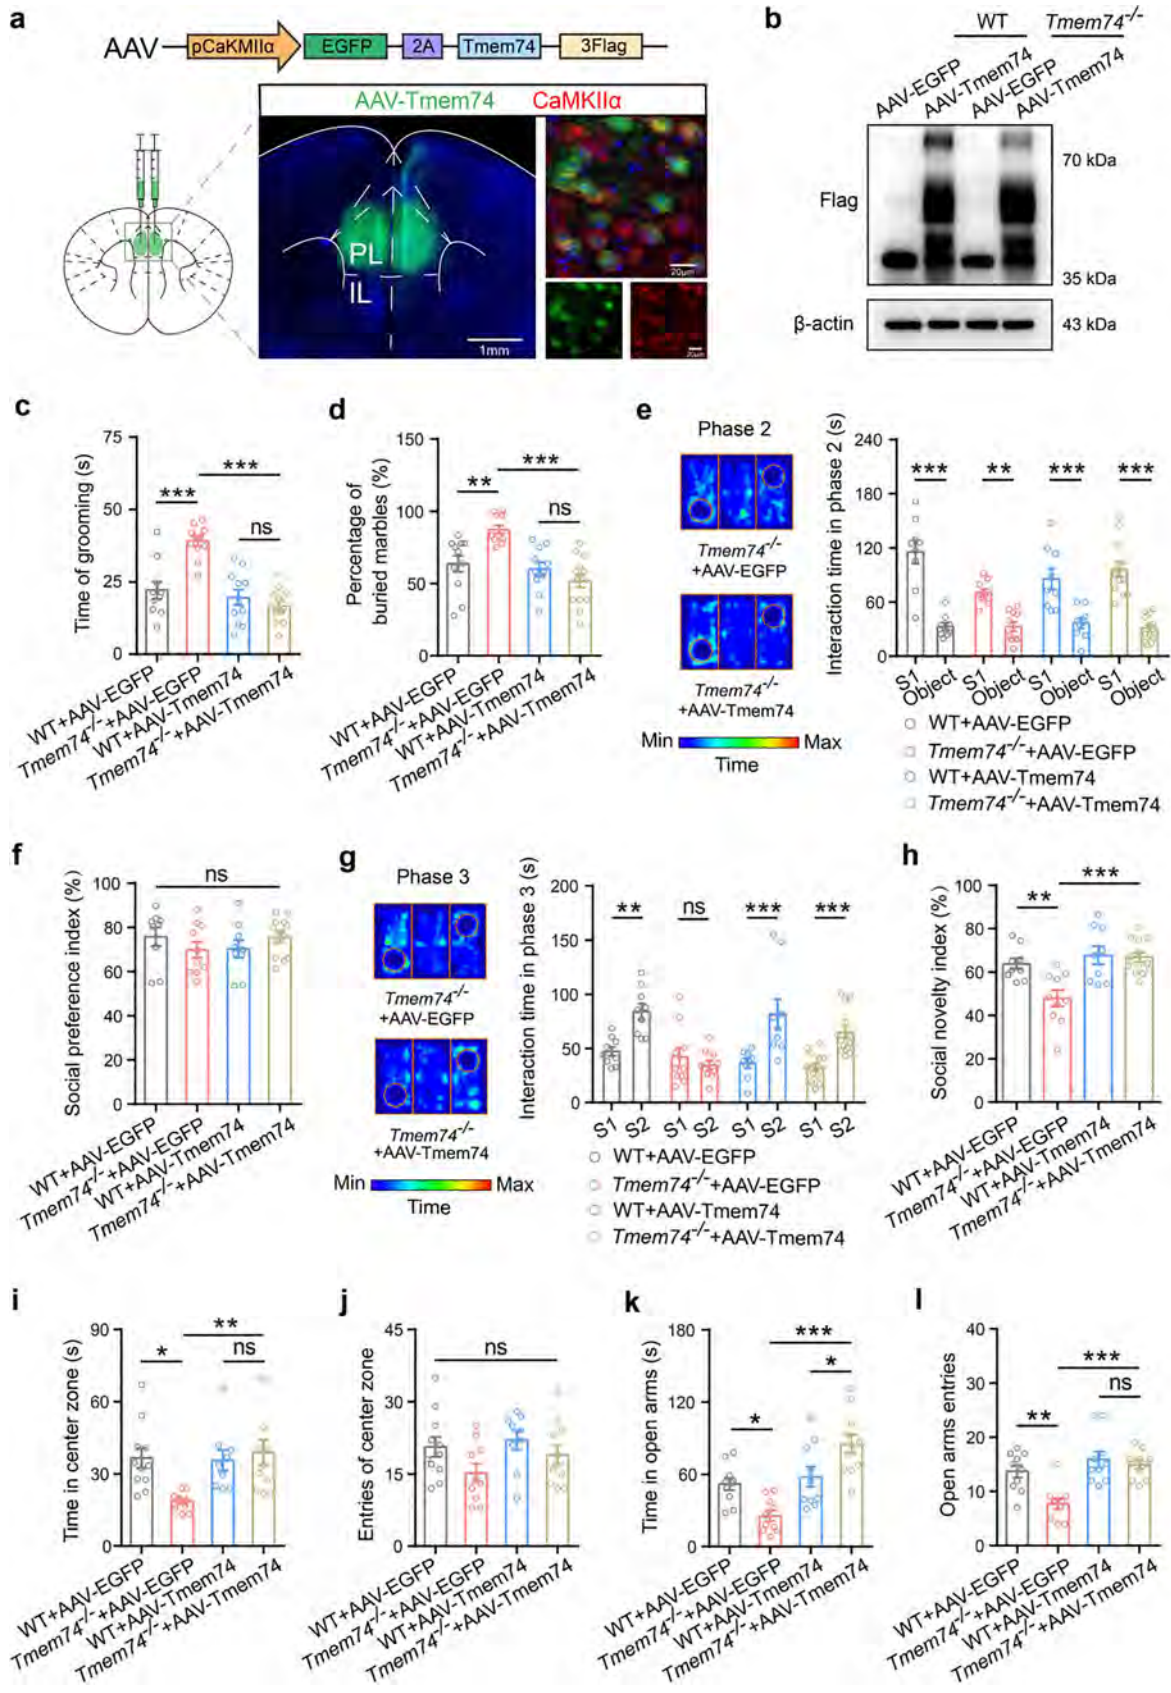 a
AAV pCaKMIIα EGFP 2A Tmem74 3Flag
AAV-Tmem74 CaMKIIα
PL
IL
1mm
20μm
20μm
b
WT Tmem74-/-
AAV-EGFP
AAV-Tmem74
AAV-EGFP
AAV-Tmem74
Flag
70 kDa
35 kDa
β-actin
43 kDa
c
Time of grooming (s)
75
50
25
0
***
***
ns
WT+AAV-EGFP
Tmem74-/-+AAV-EGFP
WT+AAV-Tmem74
Tmem74-/-+AAV-Tmem74
d
Percentage of
buried marbles (%)
150
100
50
0
**
***
ns
WT+AAV-EGFP
Tmem74-/-+AAV-EGFP
WT+AAV-Tmem74
Tmem74-/-+AAV-Tmem74
e
Phase 2
Tmem74-/-
+AAV-EGFP
Tmem74-/-
+AAV-Tmem74
Min Max
Time
Interaction time in phase 2 (s)
240
180
120
60
0
*** ** *** ***
S1 Object S1 Object S1 Object S1 Object
WT+AAV-EGFP
Tmem74-/-+AAV-EGFP
WT+AAV-Tmem74
Tmem74-/-+AAV-Tmem74
f
Social preference index (%)
100
80
60
40
20
0
ns
WT+AAV-EGFP
Tmem74-/-+AAV-EGFP
WT+AAV-Tmem74
Tmem74-/-+AAV-Tmem74
g
Phase 3
Tmem74-/-
+AAV-EGFP
Tmem74-/-
+AAV-Tmem74
Min Max
Time
Interaction time in phase 3 (s)
200
150
100
50
0
** ns *** ***
S1 S2 S1 S2 S1 S2 S1 S2
WT+AAV-EGFP
Tmem74-/-+AAV-EGFP
WT+AAV-Tmem74
Tmem74-/-+AAV-Tmem74
h
Social novelty index (%)
100
80
60
40
20
0
**
***
WT+AAV-EGFP
Tmem74-/-+AAV-EGFP
WT+AAV-Tmem74
Tmem74-/-+AAV-Tmem74
i
Time in center zone (s)
90
60
30
0
*
**
ns
WT+AAV-EGFP
Tmem74-/-+AAV-EGFP
WT+AAV-Tmem74
Tmem74-/-+AAV-Tmem74
j
Entries of center zone
45
30
15
0
ns
WT+AAV-EGFP
Tmem74-/-+AAV-EGFP
WT+AAV-Tmem74
Tmem74-/-+AAV-Tmem74
k
Time in open arms (s)
180
120
60
0
*
***
*
WT+AAV-EGFP
Tmem74-/-+AAV-EGFP
WT+AAV-Tmem74
Tmem74-/-+AAV-Tmem74
l
Open arms entries
40
30
20
10
0
**
***
ns
WT+AAV-EGFP
Tmem74-/-+AAV-EGFP
WT+AAV-Tmem74
Tmem74-/-+AAV-Tmem74